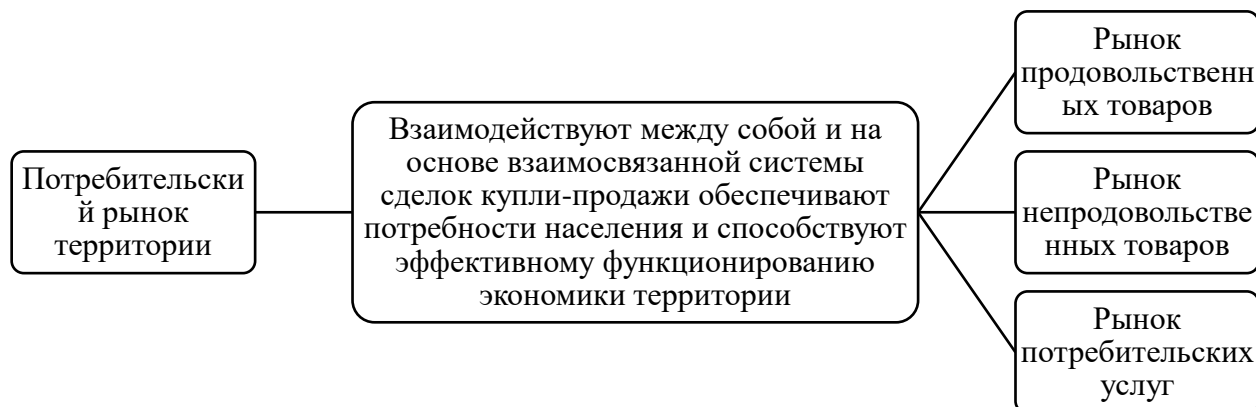 Потребительски
й рынок
территории
Взаимодействуют между собой и на
основе взаимосвязанной системы
сделок купли-продажи обеспечивают
потребности населения и способствуют
эффективному функционированию
экономики территории
Рынок
продовольственн
ых товаров
Рынок
непродовольстве
нных товаров
Рынок
потребительских
услуг